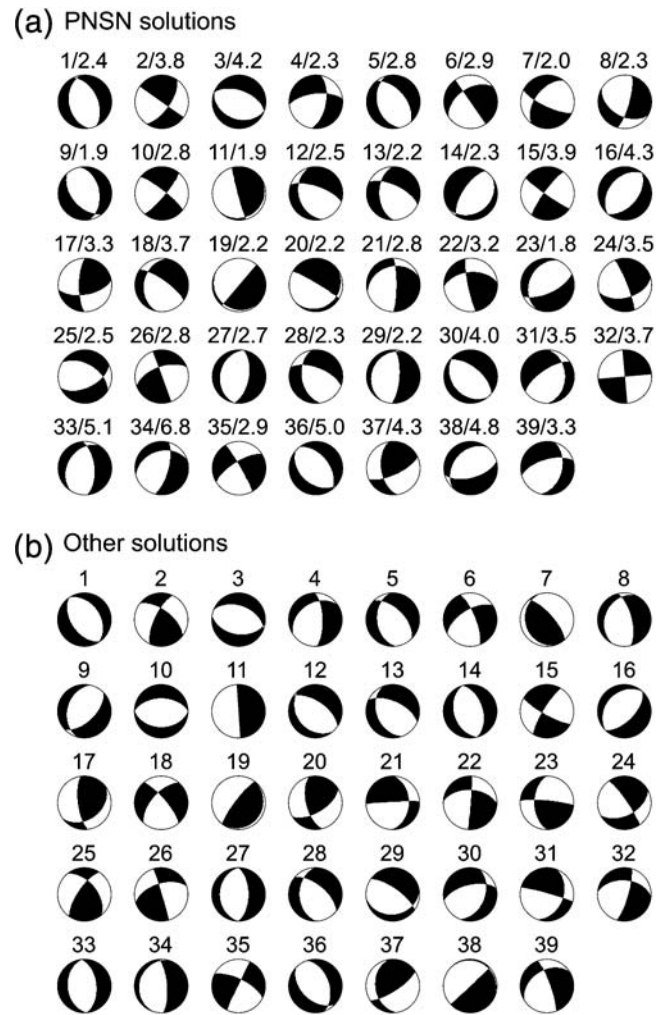 (a) PNSN solutions
1/2.4 2/3.8 3/4.2 4/2.3 5/2.8 6/2.9 7/2.0 8/2.3
9/1.9 10/2.8 11/1.9 12/2.5 13/2.2 14/2.3 15/3.9 16/4.3
17/3.3 18/3.7 19/2.2 20/2.2 21/2.8 22/3.2 23/1.8 24/3.5
25/2.5 26/2.8 27/2.7 28/2.3 29/2.2 30/4.0 31/3.5 32/3.7
33/5.1 34/6.8 35/2.9 36/5.0 37/4.3 38/4.8 39/3.3
(b) Other solutions
1 2 3 4 5 6 7 8
9 10 11 12 13 14 15 16
17 18 19 20 21 22 23 24
25 26 27 28 29 30 31 32
33 34 35 36 37 38 39